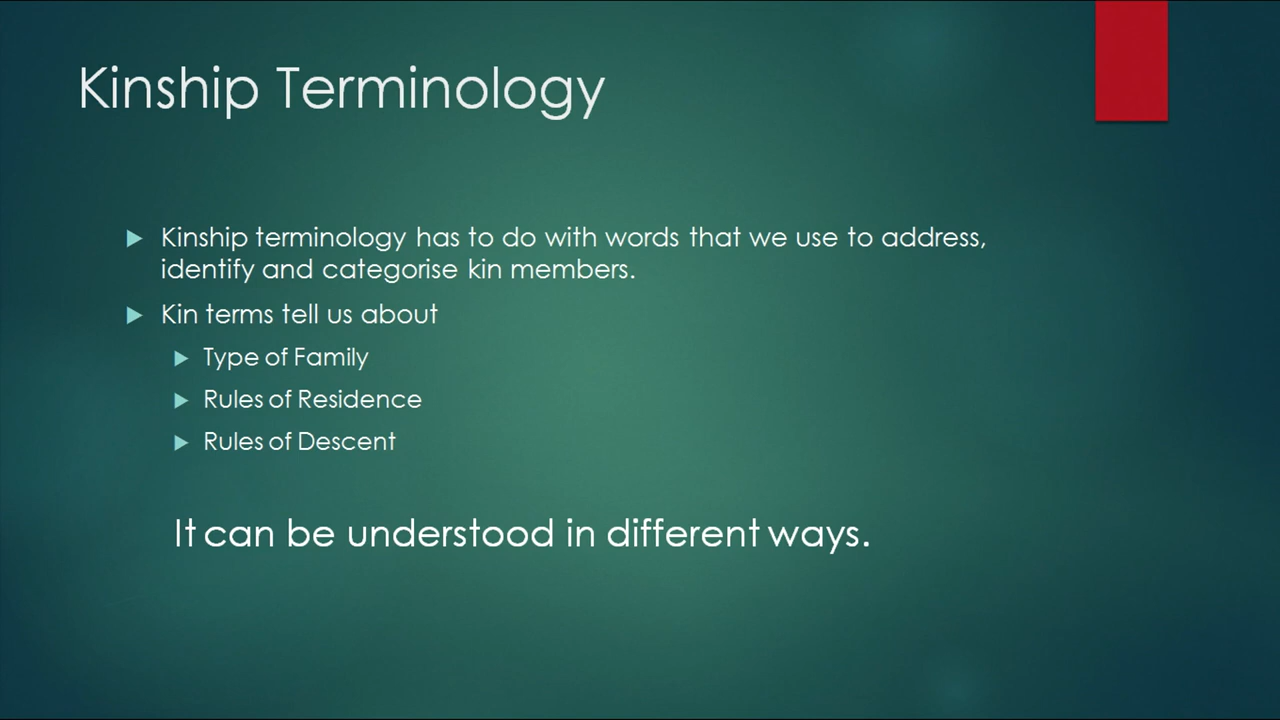 Kinship Terminology
Kinship terminology has to do with words that we use to address,
identify and categorise kin members.
Kin terms tell us about
Type of Family
Rules of Residence
Rules of Descent
It can be understood in different ways.